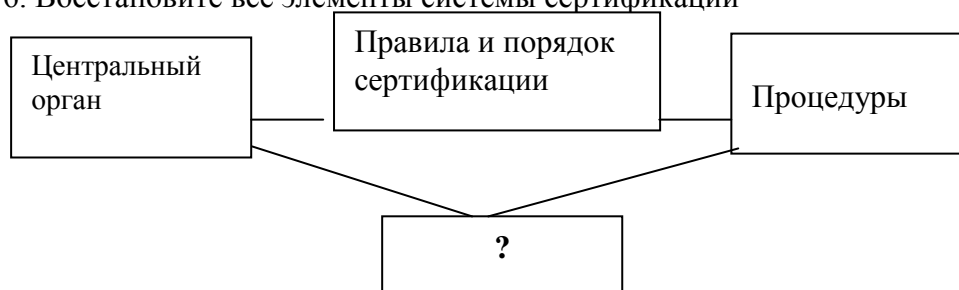 6. Восстановите все элементы системы сертификации
Центральный
орган
Правила и порядок
сертификации
Процедуры
?